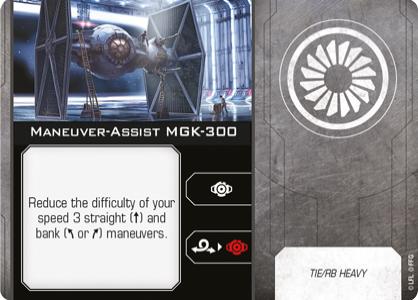 MANEUVER-ASSIST MGK-300
Reduce the difficulty of your
speed 3 straight (⬆) and
bank (↖ or ↗) maneuvers.
TIE/RB HEAVY
© LFL © FFG